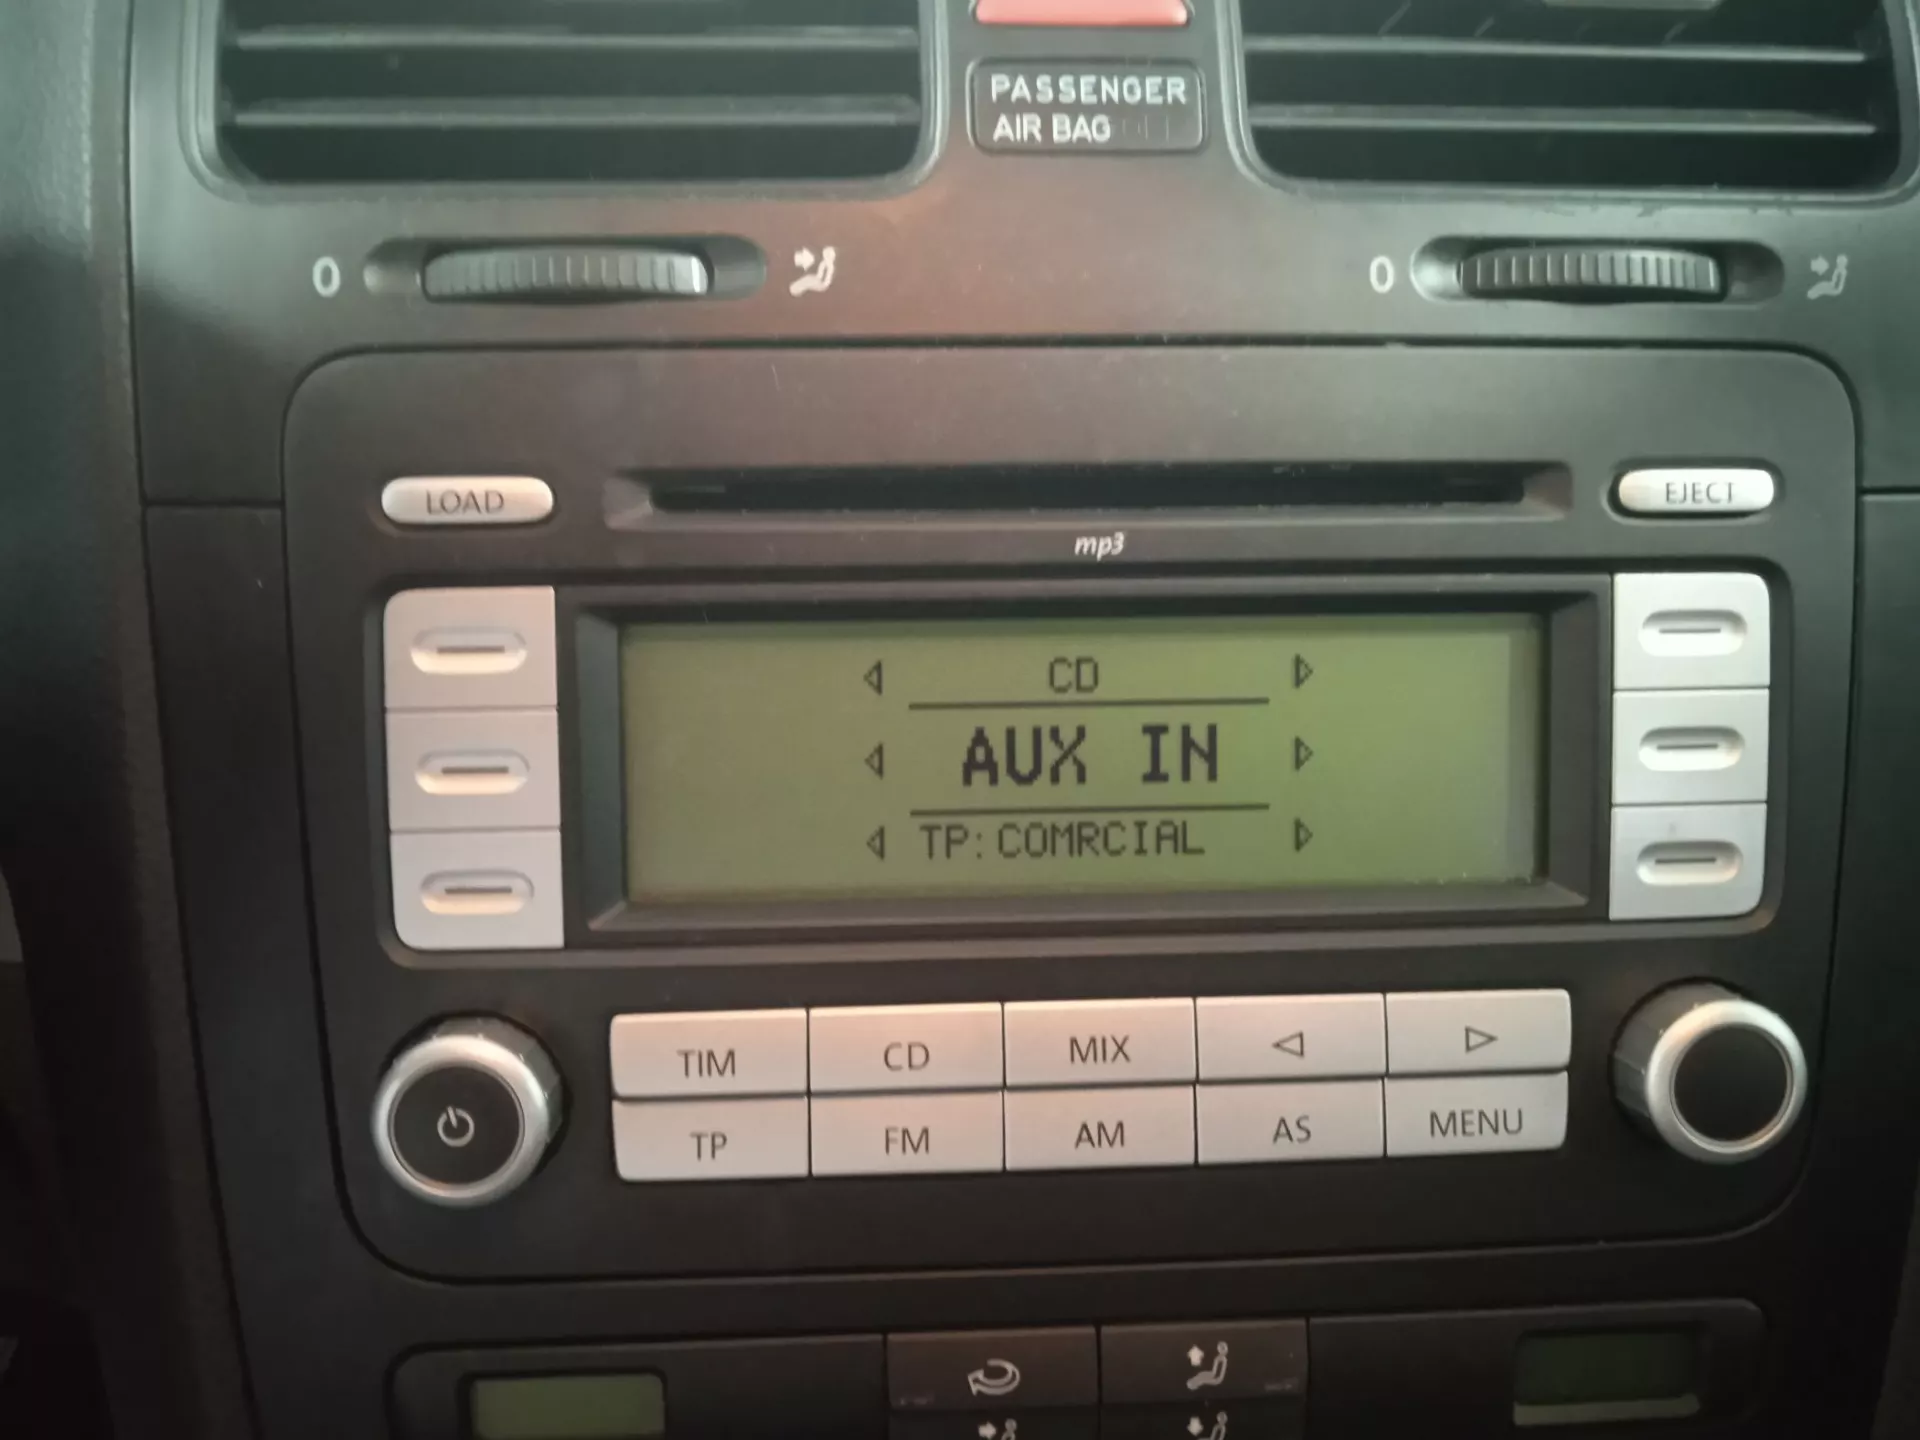 PASSENGER
AIR BAG OFF
0 0
LOAD EJECT
mp3
CD
AUX IN
TP:COMRCIAL
TIM CD MIX
TP FM AM AS MENU